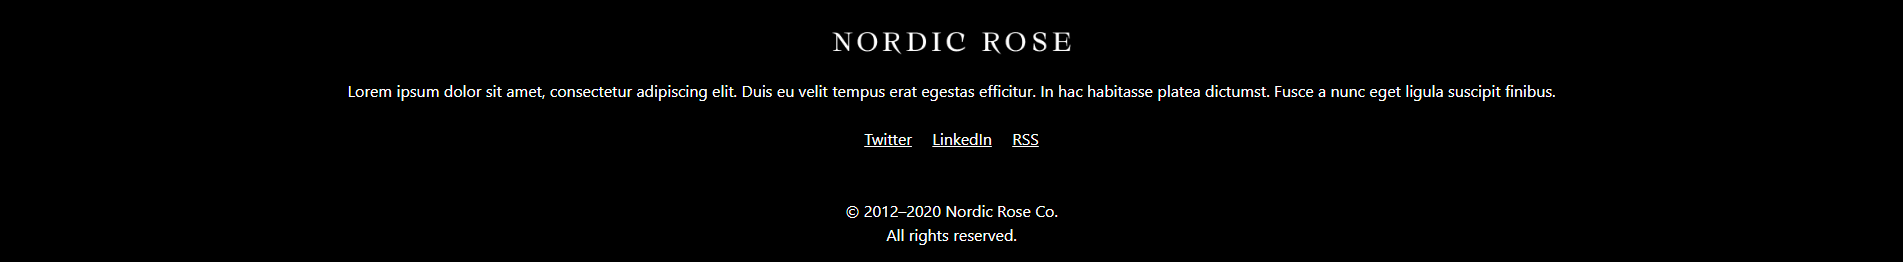 NORDIC ROSE
Lorem ipsum dolor sit amet, consectetur adipiscing elit. Duis eu velit tempus erat egestas efficitur. In hac habitasse platea dictumst. Fusce a nunc eget ligula suscipit finibus.
Twitter LinkedIn RSS
© 2012–2020 Nordic Rose Co.
All rights reserved.